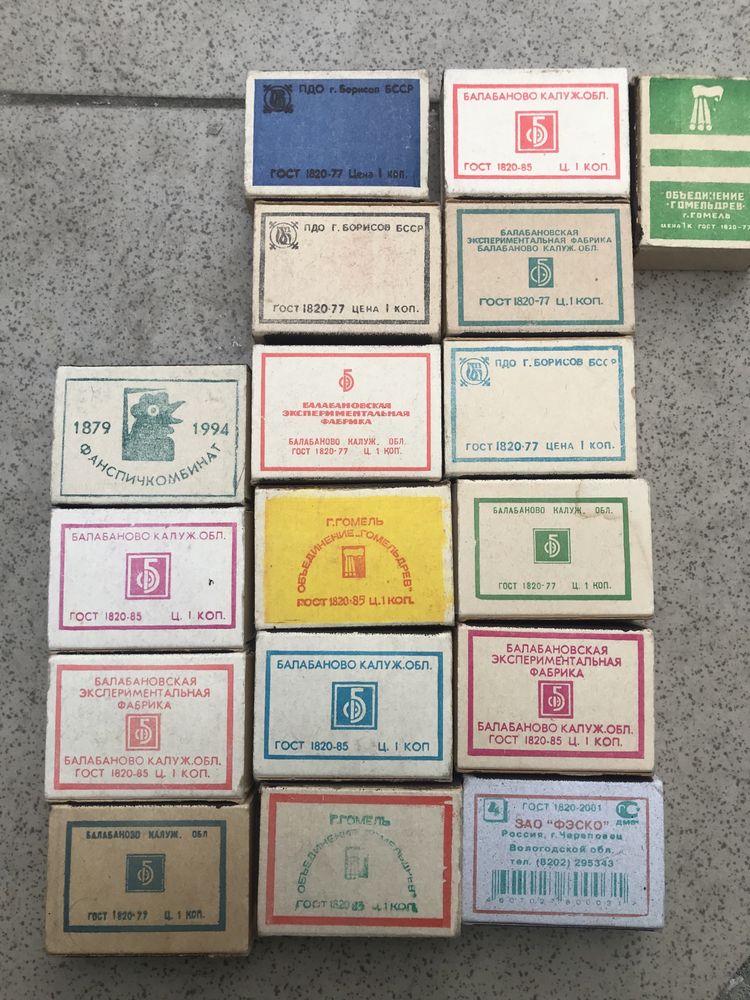 ПДО г. Борисов БССР
ГОСТ 1820-77 Цена 1 коп.
БАЛАБАНОВО КАЛУЖ.ОБЛ.
ГОСТ 1820-85 Ц. 1 КОП.
ОБЪЕДИНЕНИЕ
"ГОМЕЛЬДРЕВ"
г. ГОМЕЛЬ
ЦЕНА 1К ГОСТ 1820-77
ПДО Г. БОРИСОВ БССР
ГОСТ 1820-77 ЦЕНА 1 КОП.
БАЛАБАНОВСКАЯ
ЭКСПЕРИМЕНТАЛЬНАЯ ФАБРИКА
БАЛАБАНОВО КАЛУЖ. ОБЛ.
ГОСТ 1820-77 Ц. 1 КОП.
БАЛАБАНОВСКАЯ
ЭКСПЕРИМЕНТАЛЬНАЯ
ФАБРИКА
БАЛАБАНОВО КАЛУЖ. ОБЛ.
ГОСТ 1820-77 Ц. 1 КОП.
ПДО Г. БОРИСОВ БССР
ГОСТ 1820-77 ЦЕНА 1 КОП.
1879 1994
ФАНСПИЧКОМБИНАТ
Г.ГОМЕЛЬ
ОБЪЕДИНЕНИЕ „ГОМЕЛЬДРЕВ"
ГОСТ 1820-85 Ц.1 КОП.
БАЛАБАНОВО КАЛУЖ. ОБЛ.
ГОСТ 1820-77 Ц. 1 КОП.
БАЛАБАНОВО КАЛУЖ.ОБЛ.
ГОСТ 1820-85 Ц. 1 КОП.
БАЛАБАНОВО КАЛУЖ.ОБЛ.
ГОСТ 1820-85 Ц. 1 КОП
БАЛАБАНОВСКАЯ
ЭКСПЕРИМЕНТАЛЬНАЯ
ФАБРИКА
БАЛАБАНОВО КАЛУЖ.ОБЛ.
ГОСТ 1820-85 Ц. 1 КОП.
БАЛАБАНОВСКАЯ
ЭКСПЕРИМЕНТАЛЬНАЯ
ФАБРИКА
БАЛАБАНОВО КАЛУЖ.ОБЛ.
ГОСТ 1820-85 Ц. 1 КОП.
БАЛАБАНОВО КАЛУЖ. ОБЛ
ГОСТ 1820-77 Ц. 1 КОП.
Г.ГОМЕЛЬ
ОБЪЕДИНЕНИЕ „ГОМЕЛЬДРЕВ"
ГОСТ 1820 85 Ц.1 КОП.
4 ГОСТ 1820-2001
ЗАО "ФЭСКО"
Россия, г.Череповец
Вологодской обл.
тел. (8202) 295343